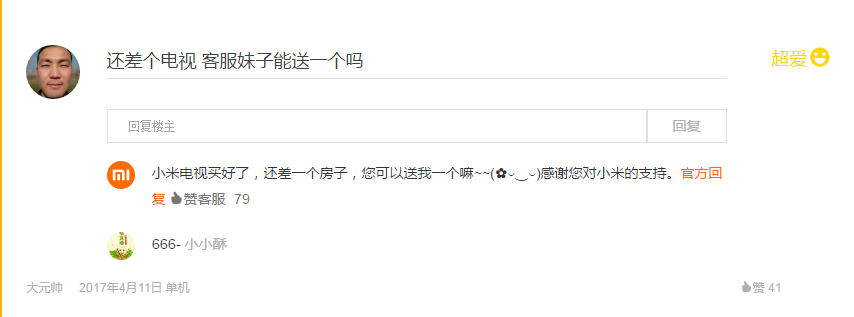 还差个电视 客服妹子能送一个吗
超爱
回复楼主
回复
小米电视买好了，还差一个房子，您可以送我一个嘛~~(✿⌣‿⌣)感谢您对小米的支持。官方回
复 赞客服 79
666- 小小酥
大元帅 2017年4月11日 单机
赞 41